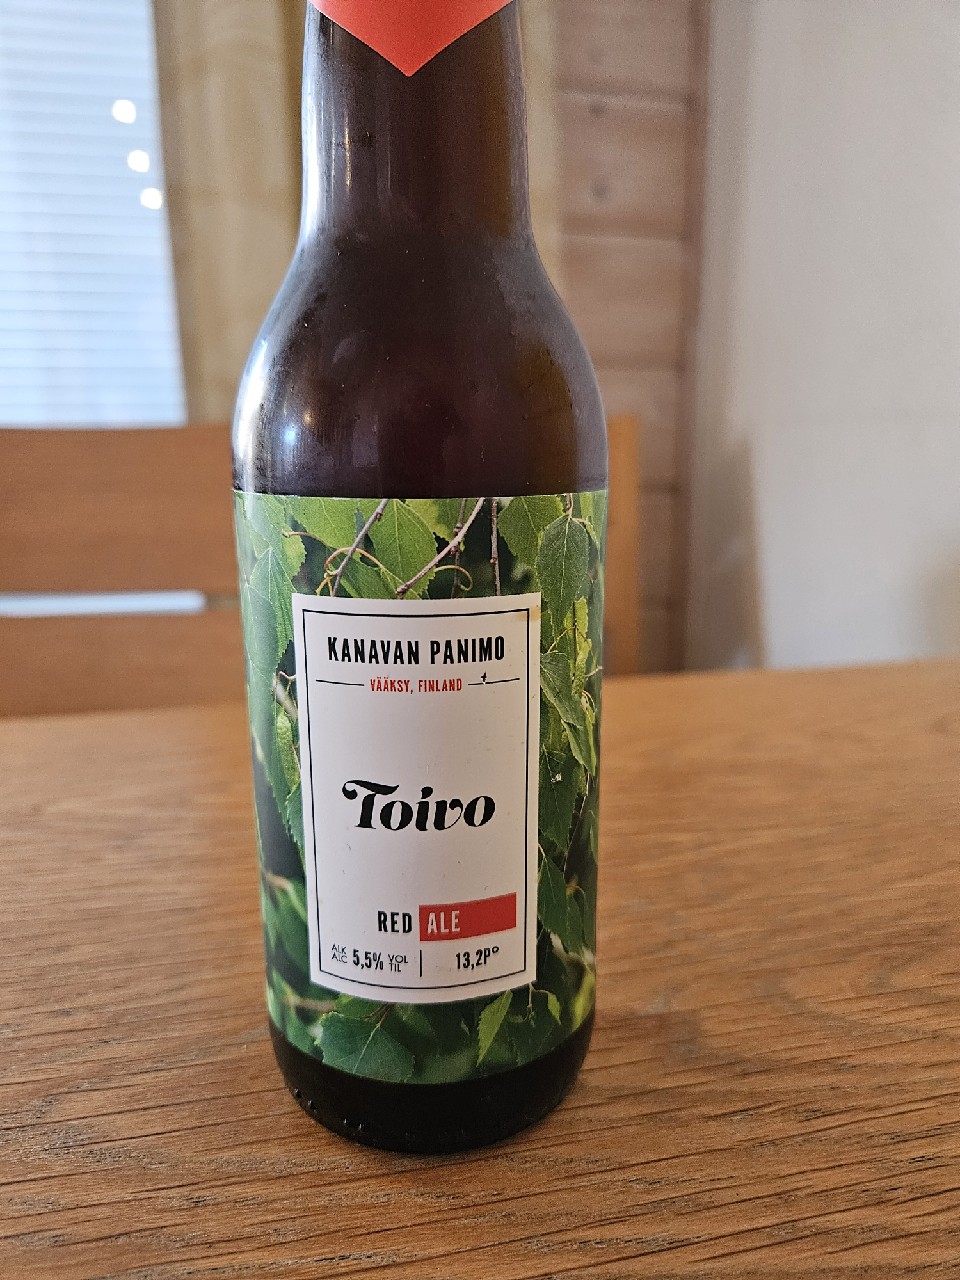 KANAVAN PANIMO
VÄÄKSY, FINLAND
Toivo
RED ALE
ALK ALC 5,5% VOL TIL 13,2P°